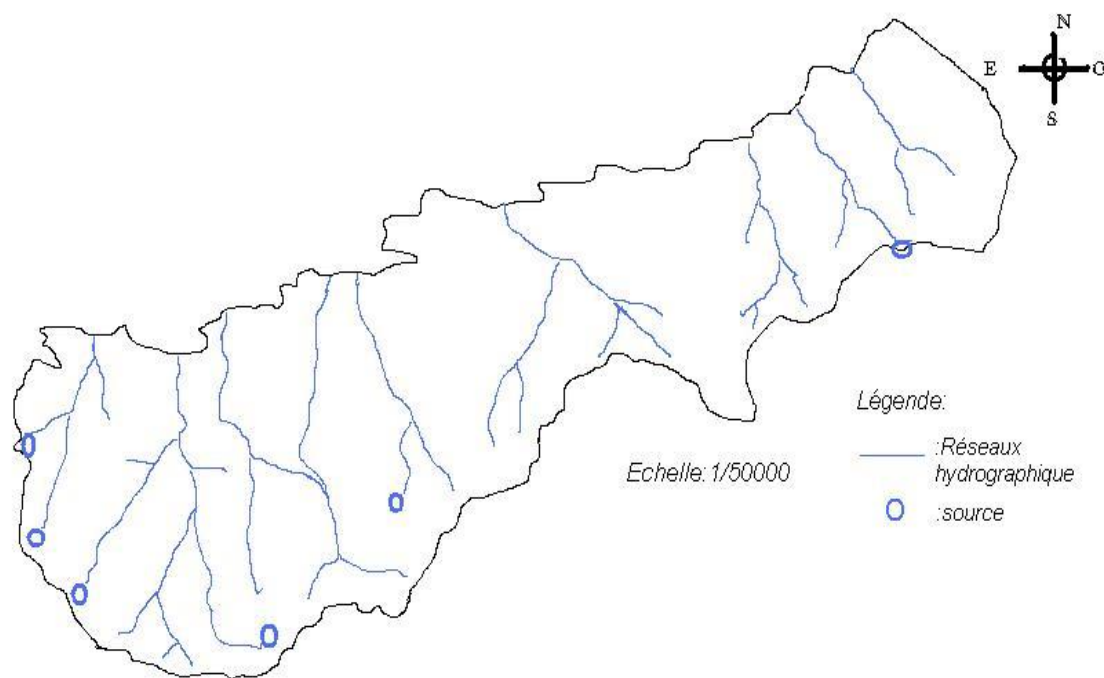 N
E O
S
Légende:
:Réseaux
hydrographique
Echelle:1/50000
:source